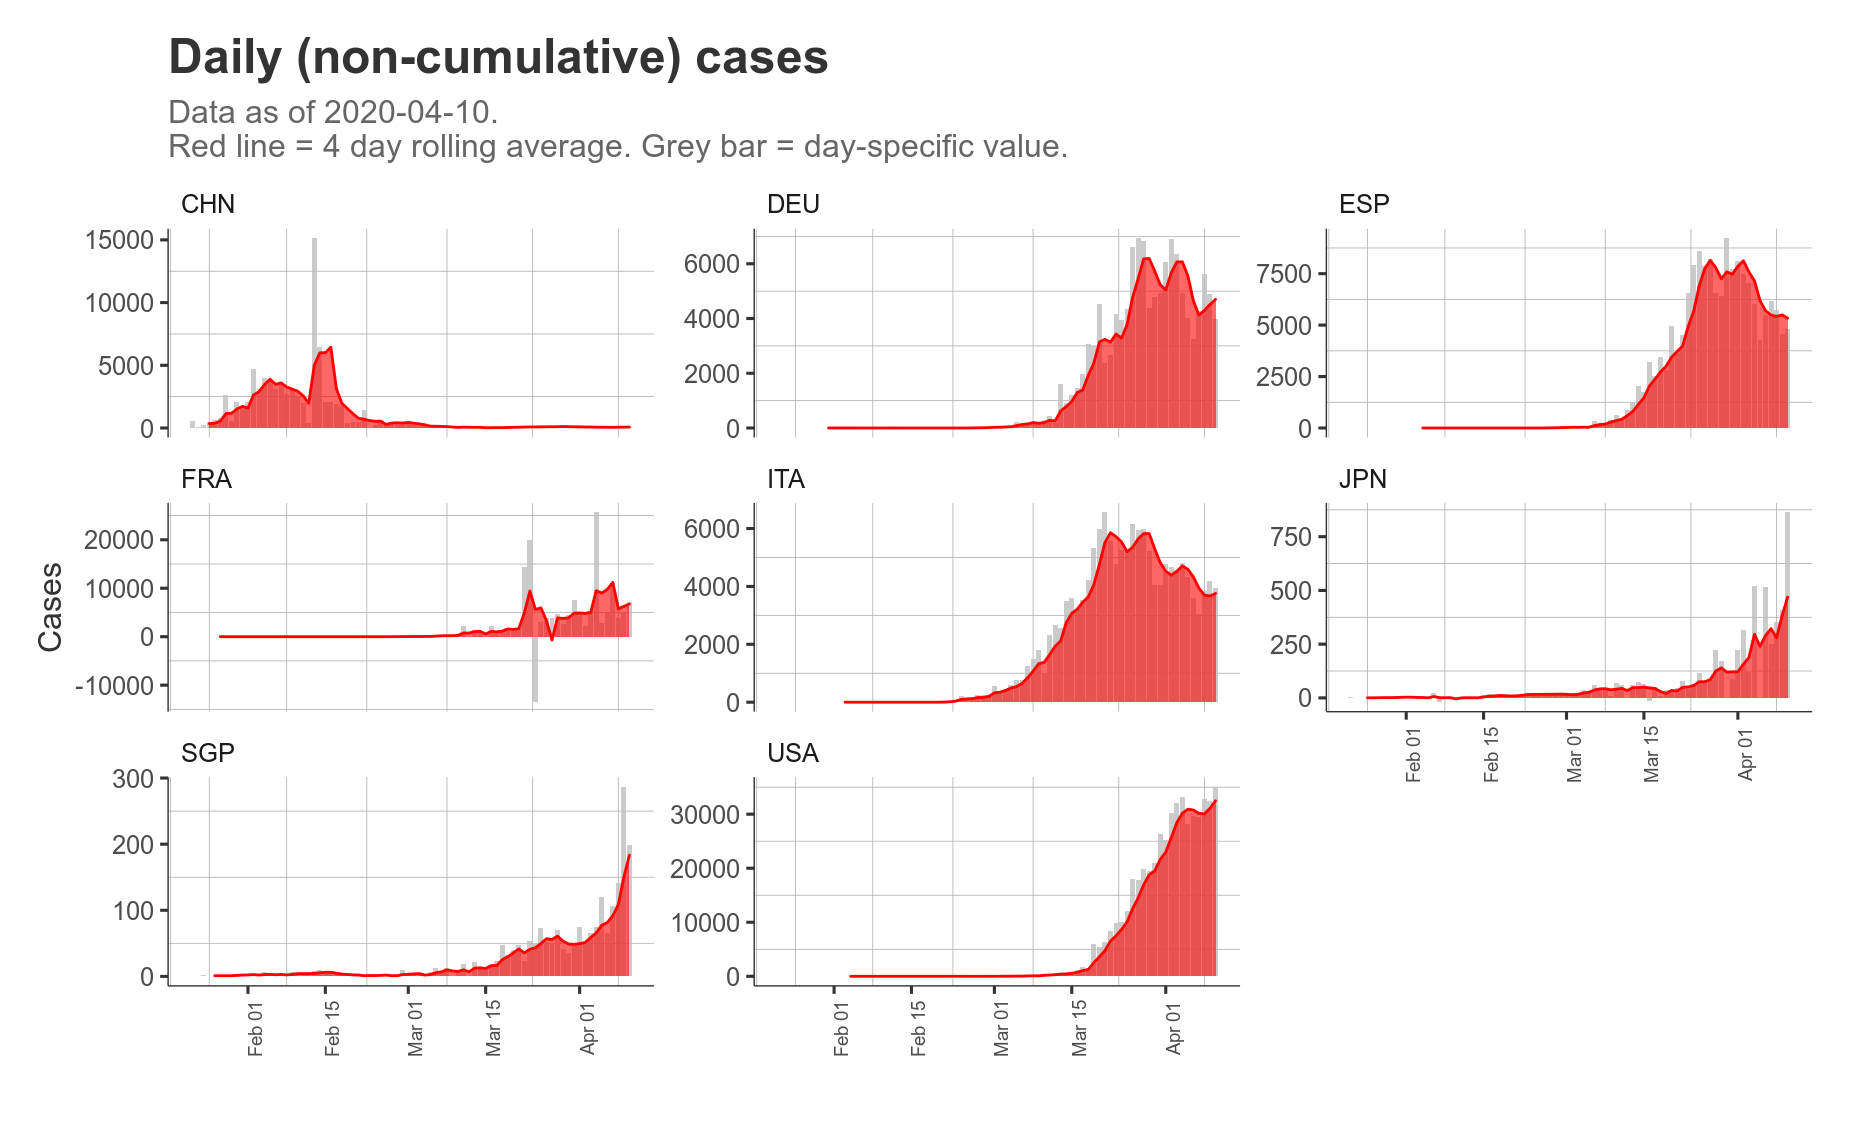 Daily (non-cumulative) cases
Data as of 2020-04-10.
Red line = 4 day rolling average. Grey bar = day-specific value.
CHN
15000
10000
5000
0
DEU
6000
4000
2000
0
ESP
7500
5000
2500
0
Cases
FRA
20000
10000
0
-10000
ITA
6000
4000
2000
0
JPN
750
500
250
0
Feb 01
Feb 15
Mar 01
Mar 15
Apr 01
SGP
300
200
100
0
Feb 01
Feb 15
Mar 01
Mar 15
Apr 01
USA
30000
20000
10000
0
Feb 01
Feb 15
Mar 01
Mar 15
Apr 01